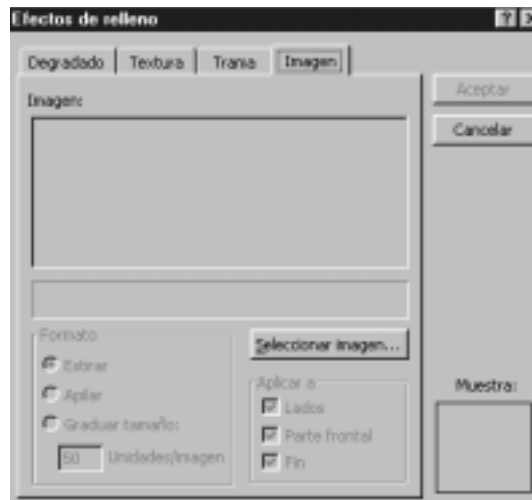 Efectos de relleno
Degradado Textura Trama Imagen
Imagen:
Aceptar
Cancelar
Formato
Estirar
Apilar
Graduar tamaño:
50 Unidades/imagen
Seleccionar imagen...
Aplicar a
Lados
Parte frontal
Fin
Muestra: